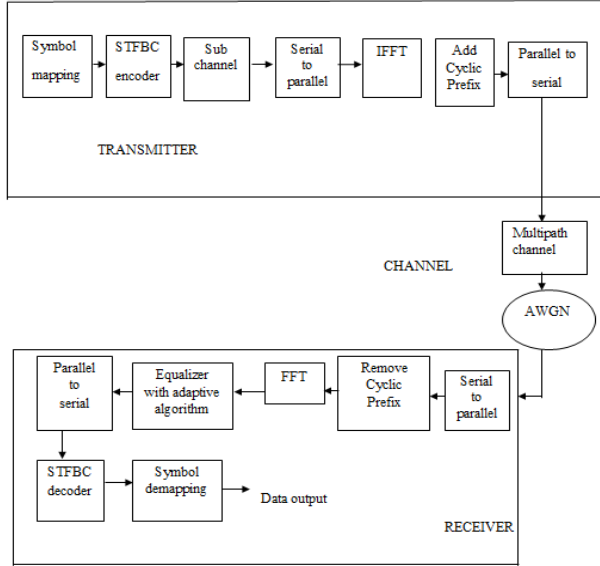 Symbol
mapping
STFBC
encoder
Sub
channel
Serial
to
parallel
IFFT
Add
Cyclic
Prefix
Parallel to
serial
TRANSMITTER
Multipath
channel
CHANNEL
AWGN
Parallel
to
serial
Equalizer
with adaptive
algorithm
FFT
Remove
Cyclic
Prefix
Serial
to
parallel
STFBC
decoder
Symbol
demapping
Data output
RECEIVER